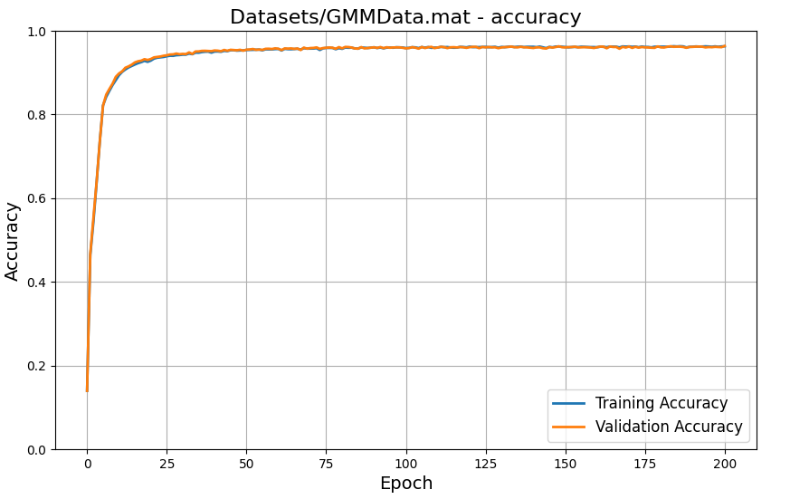 Datasets/GMMData.mat - accuracy
1.0
0.8
0.6
0.4
0.2
0.0
Accuracy
Training Accuracy
Validation Accuracy
0 25 50 75 100 125 150 175 200
Epoch